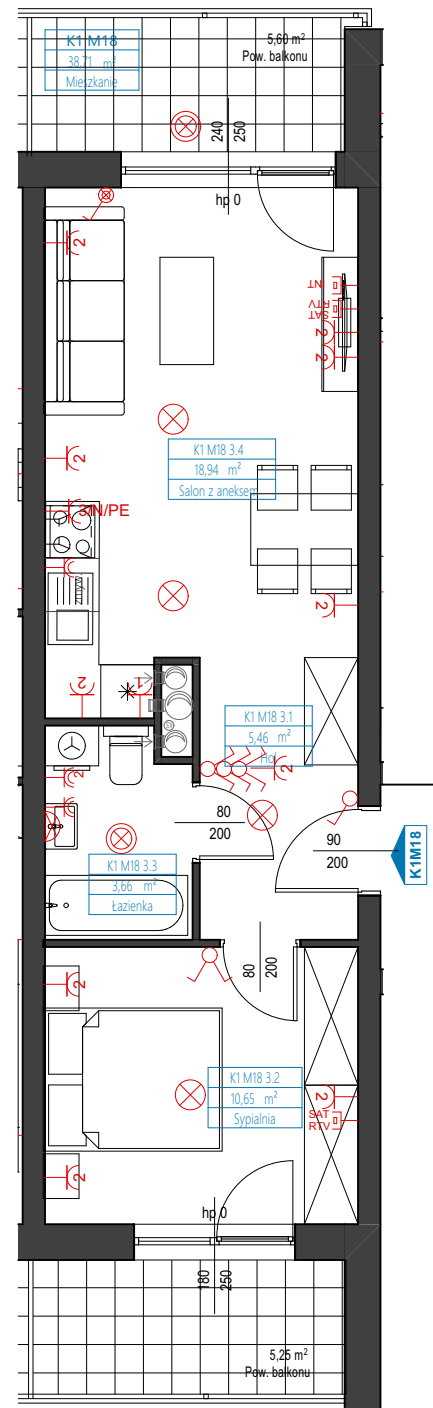 K1 M18
38,71 m²
Mieszkanie
5,60 m²
Pow. balkonu
240
250
hp 0
2
INT
RTV
SAT
2
2
K1 M18 3.4
18,94 m²
Salon z aneksem
2
3/N/PE
zmyw.
2
2
1
K1 M18 3.1
5,46 m²
Hol
2
2
80
200
90
200
K1M18
K1 M18 3.3
3,66 m²
Łazienka
80
200
2
K1 M18 3.2
10,65 m²
Sypialnia
2
SAT
RTV
2
hp 0
180
250
5,25 m²
Pow. balkonu